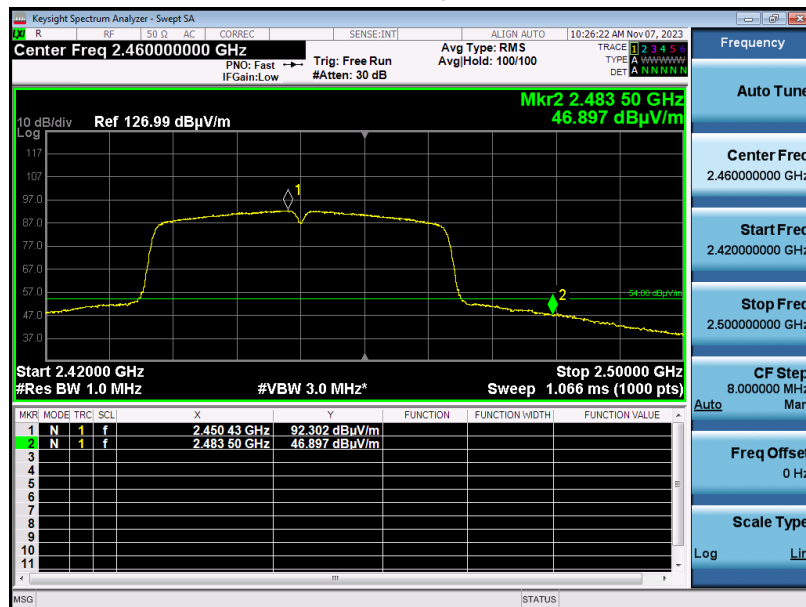 Keysight Spectrum Analyzer - Swept SA
LXI R RF 50 Ω AC CORREC SENSE:INT ALIGN AUTO 10:26:22 AM Nov 07, 2023
Center Freq 2.460000000 GHz
PNO: Fast
IFGain:Low
Trig: Free Run
#Atten: 30 dB
Avg Type: RMS
Avg|Hold: 100/100
TRACE 1 2 3 4 5 6
TYPE A WWWWW
DET A N N N N N
Mkr2 2.483 50 GHz
46.897 dBµV/m
10 dB/div Ref 126.99 dBµV/m
Log
117
107
97.0
87.0
77.0
67.0
57.0
47.0
37.0
1
2
54.00 dBµV/m
Start 2.42000 GHz Stop 2.50000 GHz
#Res BW 1.0 MHz #VBW 3.0 MHz* Sweep 1.066 ms (1000 pts)
MKR MODE TRC SCL X Y FUNCTION FUNCTION WIDTH FUNCTION VALUE
1 N 1 f 2.450 43 GHz 92.302 dBµV/m
2 N 1 f 2.483 50 GHz 46.897 dBµV/m
3
4
5
6
7
8
9
10
11
MSG STATUS
Frequency
Auto Tune
Center Freq
2.460000000 GHz
Start Freq
2.420000000 GHz
Stop Freq
2.500000000 GHz
CF Step
8.000000 MHz
Auto Man
Freq Offset
0 Hz
Scale Type
Log Lin